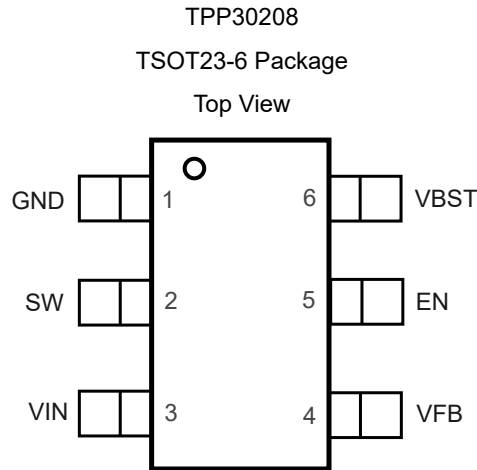 TPP30208
TSOT23-6 Package
Top View
GND 1 6 VBST
SW 2 5 EN
VIN 3 4 VFB